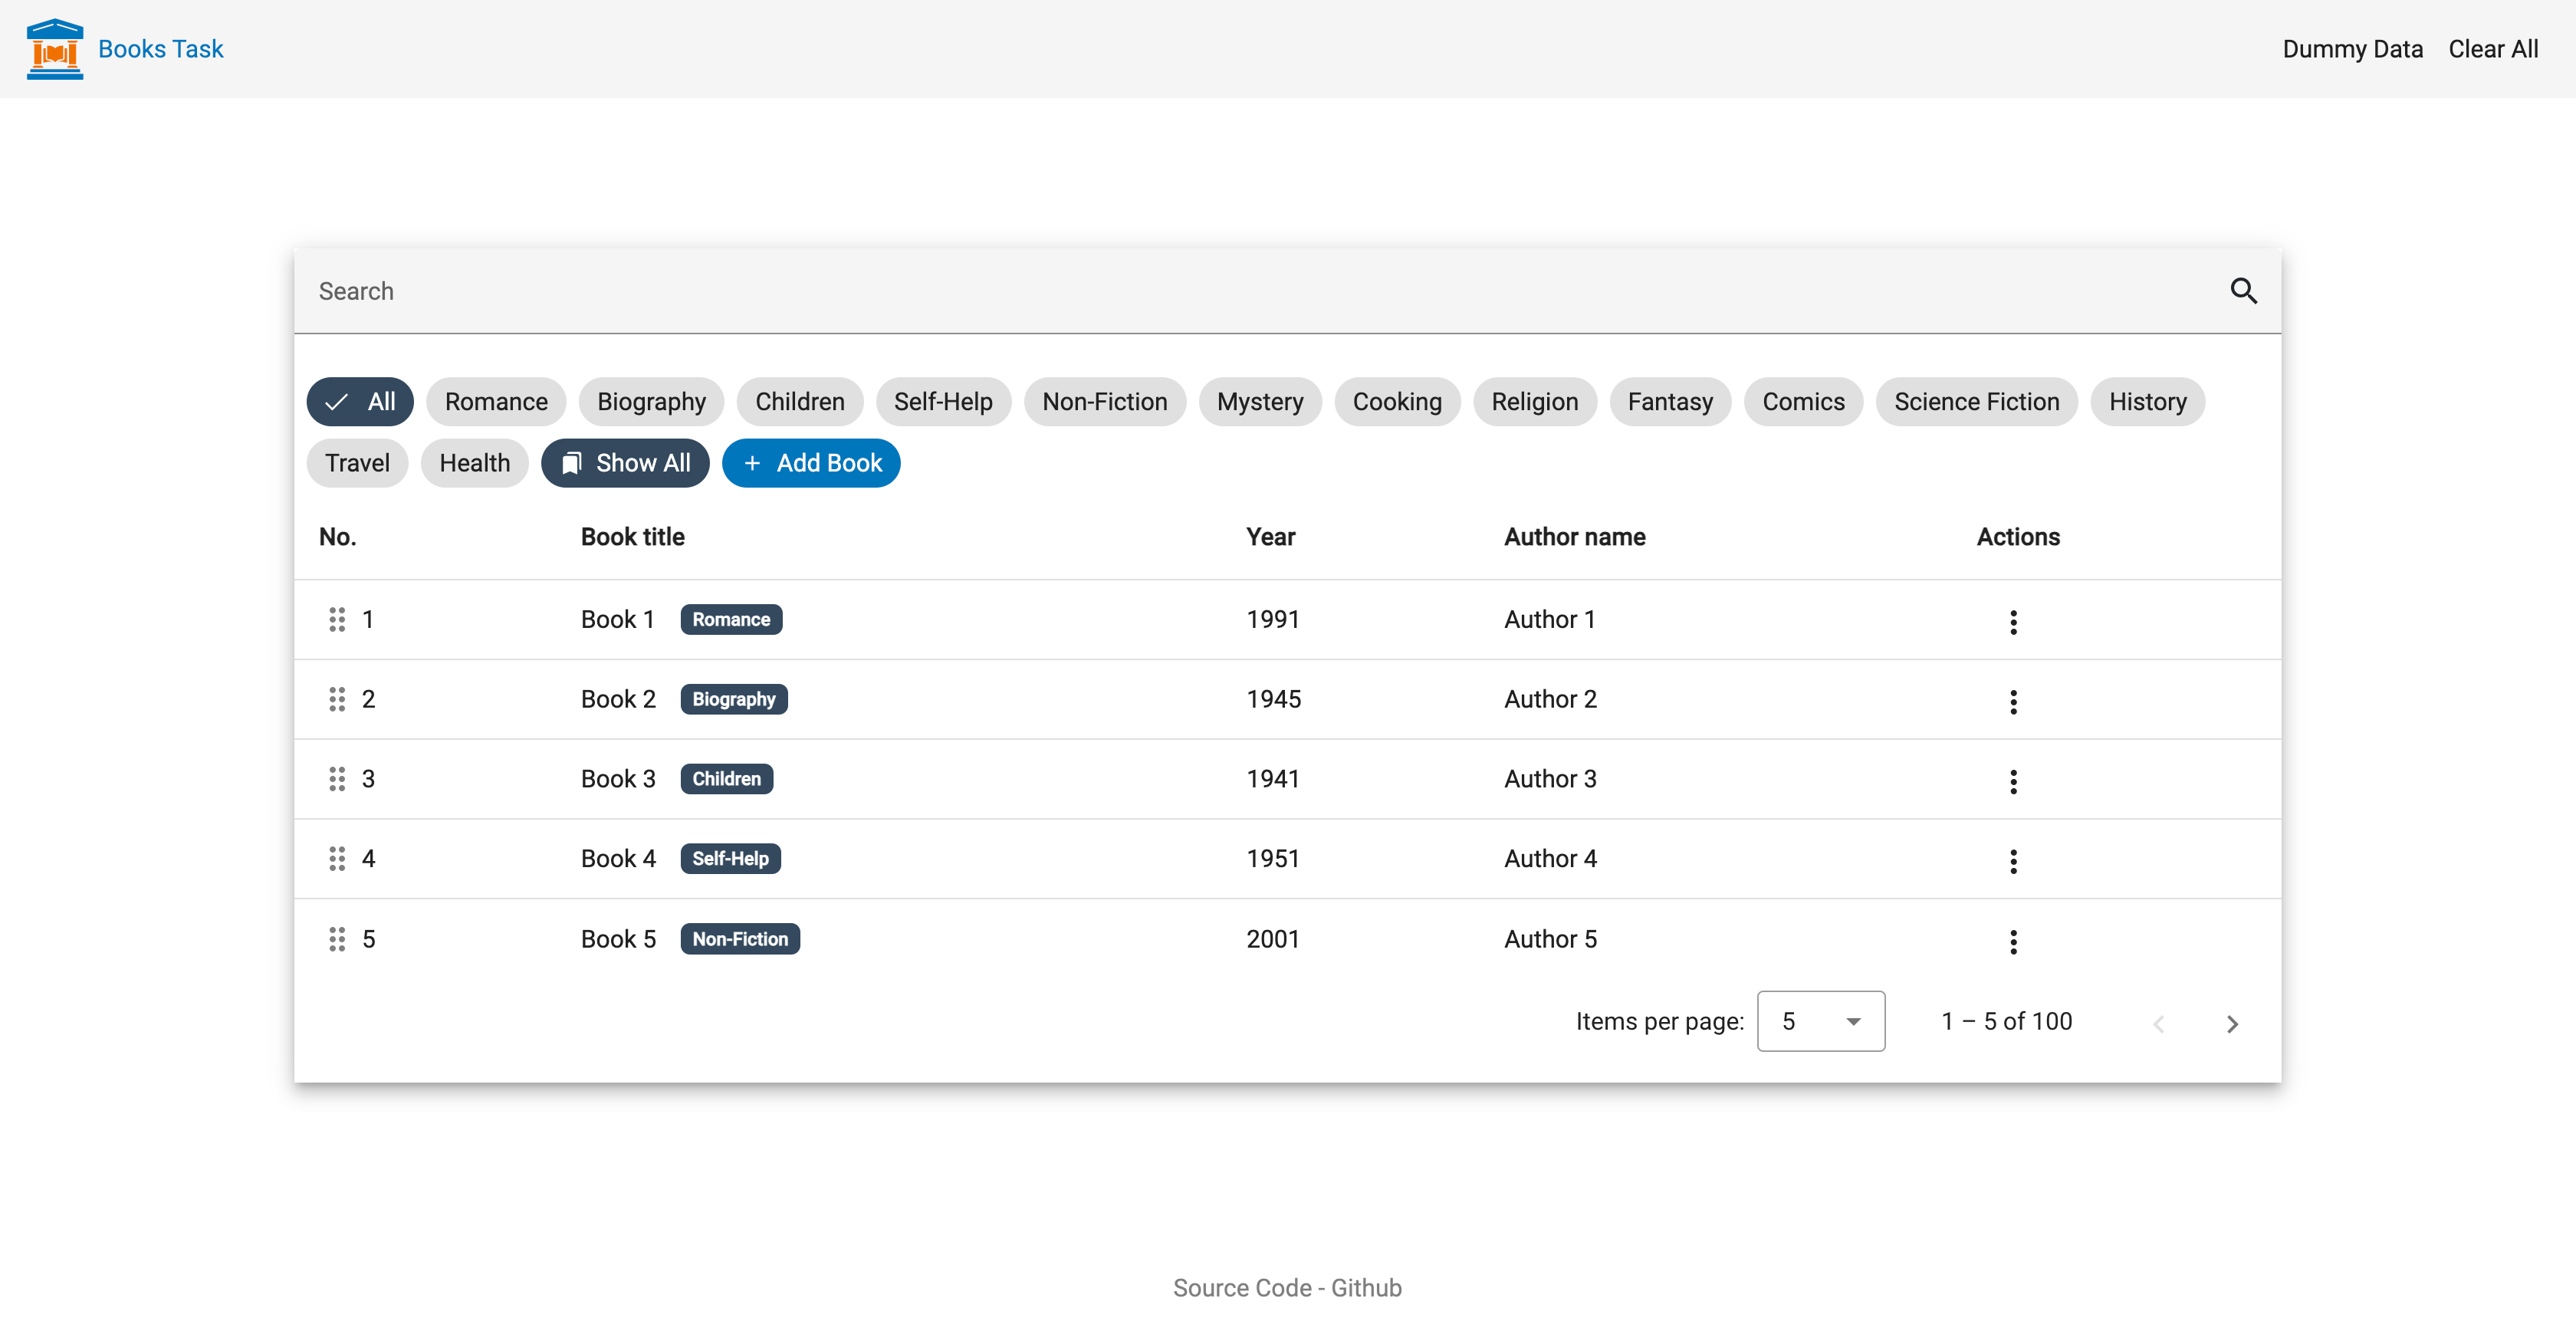 Books Task Dummy Data Clear All
Search
All Romance Biography Children Self-Help Non-Fiction Mystery Cooking Religion Fantasy Comics Science Fiction History
Travel Health Show All + Add Book
No. Book title Year Author name Actions
1 Book 1 Romance 1991 Author 1
2 Book 2 Biography 1945 Author 2
3 Book 3 Children 1941 Author 3
4 Book 4 Self-Help 1951 Author 4
5 Book 5 Non-Fiction 2001 Author 5
Items per page: 5 1 – 5 of 100
Source Code - Github